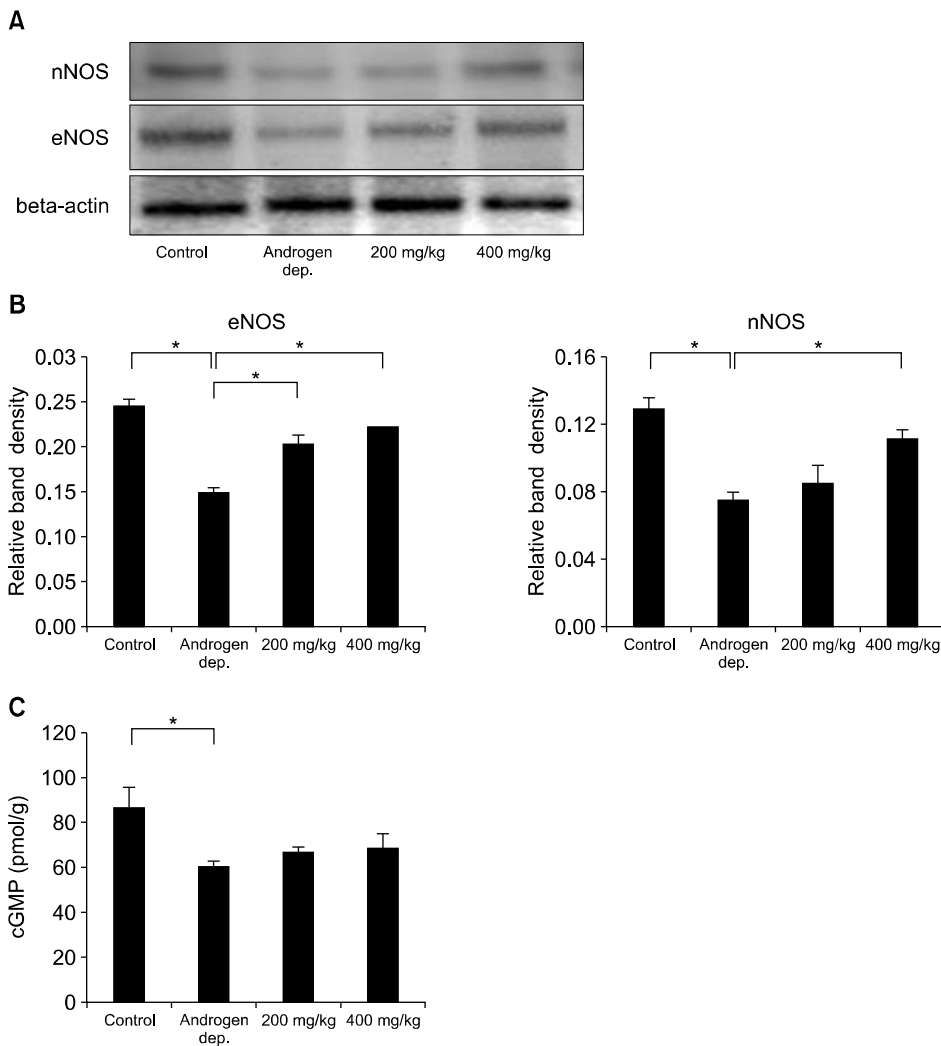 A
nNOS
eNOS
beta-actin
Control Androgen dep. 200 mg/kg 400 mg/kg
B
eNOS
* * *
0.03
0.25
0.20
0.15
0.10
0.05
0.00
Relative band density
Control Androgen dep. 200 mg/kg 400 mg/kg
nNOS
* *
0.16
0.12
0.08
0.04
0.00
Relative band density
Control Androgen dep. 200 mg/kg 400 mg/kg
C
*
120
100
80
60
40
20
0
cGMP (pmol/g)
Control Androgen dep. 200 mg/kg 400 mg/kg